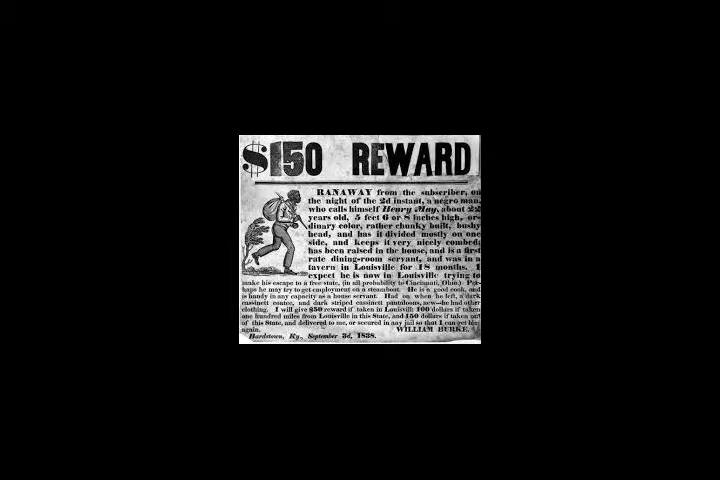 $150 REWARD
RANAWAY from the subscriber, on
the night of the 2d instant, a negro man,
who calls himself Henry May, about 22
years old, 5 feet 6 or 8 inches high, or-
dinary color, rather chunky built, bushy
head, and has it divided mostly on one
side, and keeps it very nicely combed;
has been raised in the house, and is a first
rate dining-room servant, and was in a
tavern in Louisville for 18 months. I
expect he is now in Louisville trying to
make his escape to a free state, (in all probability to Cincinnati, Ohio.) Per-
haps he may try to get employment on a steamboat. He is a good cook, and
is handy in any capacity as a house servant. Had on when he left, a dark
cassinett coatee, and dark striped cassinett pantaloons, new—he had other
clothing. I will give $50 reward if taken in Louisvill; 100 dollars if taken
one hundred miles from Louisville in this State, and 150 dollars if taken out
of this State, and delivered to me, or secured in any jail so that I can get him
again.
WILLIAM BURKE.
Bardstown, Ky., September 3d, 1838.